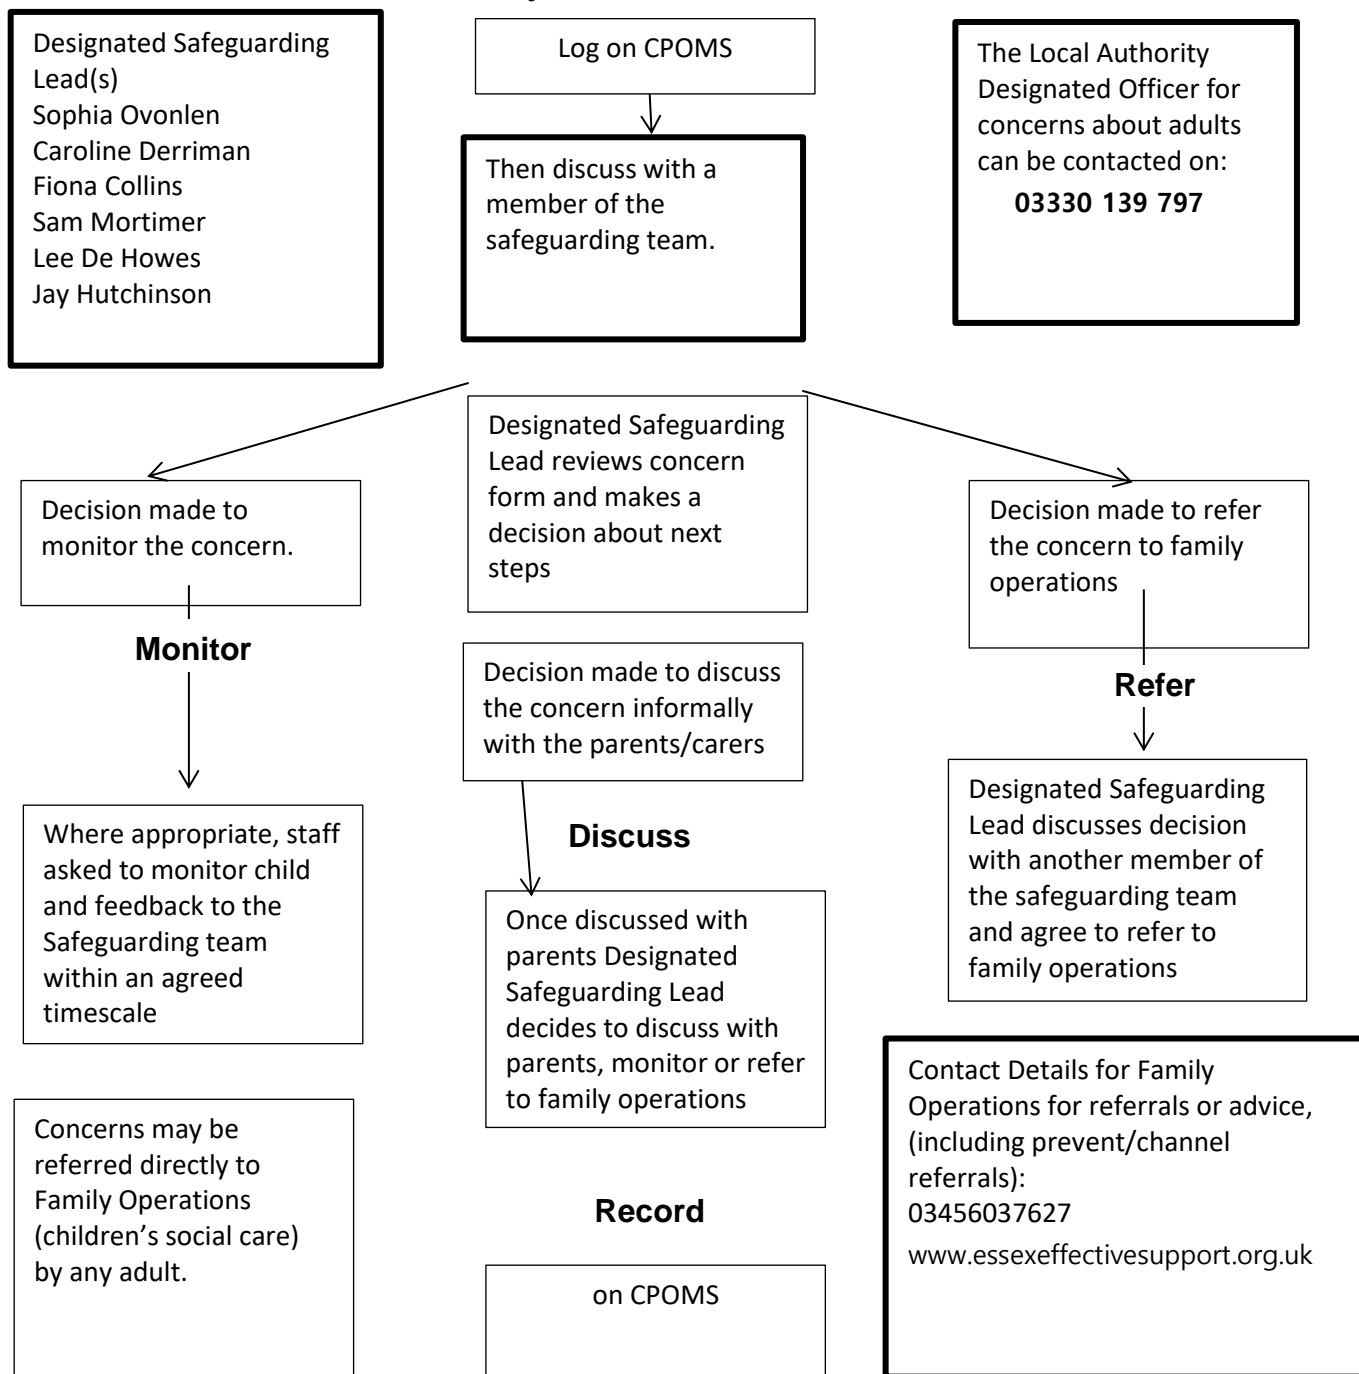 Designated Safeguarding
Lead(s)
Sophia Ovonlen
Caroline Derriman
Fiona Collins
Sam Mortimer
Lee De Howes
Jay Hutchinson
Log on CPOMS
Then discuss with a
member of the
safeguarding team.
The Local Authority
Designated Officer for
concerns about adults
can be contacted on:
03330 139 797
Designated Safeguarding
Lead reviews concern
form and makes a
decision about next
steps
Decision made to
monitor the concern.
Monitor
Where appropriate, staff
asked to monitor child
and feedback to the
Safeguarding team
within an agreed
timescale
Decision made to discuss
the concern informally
with the parents/carers
Discuss
Once discussed with
parents Designated
Safeguarding Lead
decides to discuss with
parents, monitor or refer
to family operations
Decision made to refer
the concern to family
operations
Refer
Designated Safeguarding
Lead discusses decision
with another member of
the safeguarding team
and agree to refer to
family operations
Concerns may be
referred directly to
Family Operations
(children’s social care)
by any adult.
Record
on CPOMS
Contact Details for Family
Operations for referrals or advice,
(including prevent/channel
referrals):
03456037627
www.essexeffectivesupport.org.uk